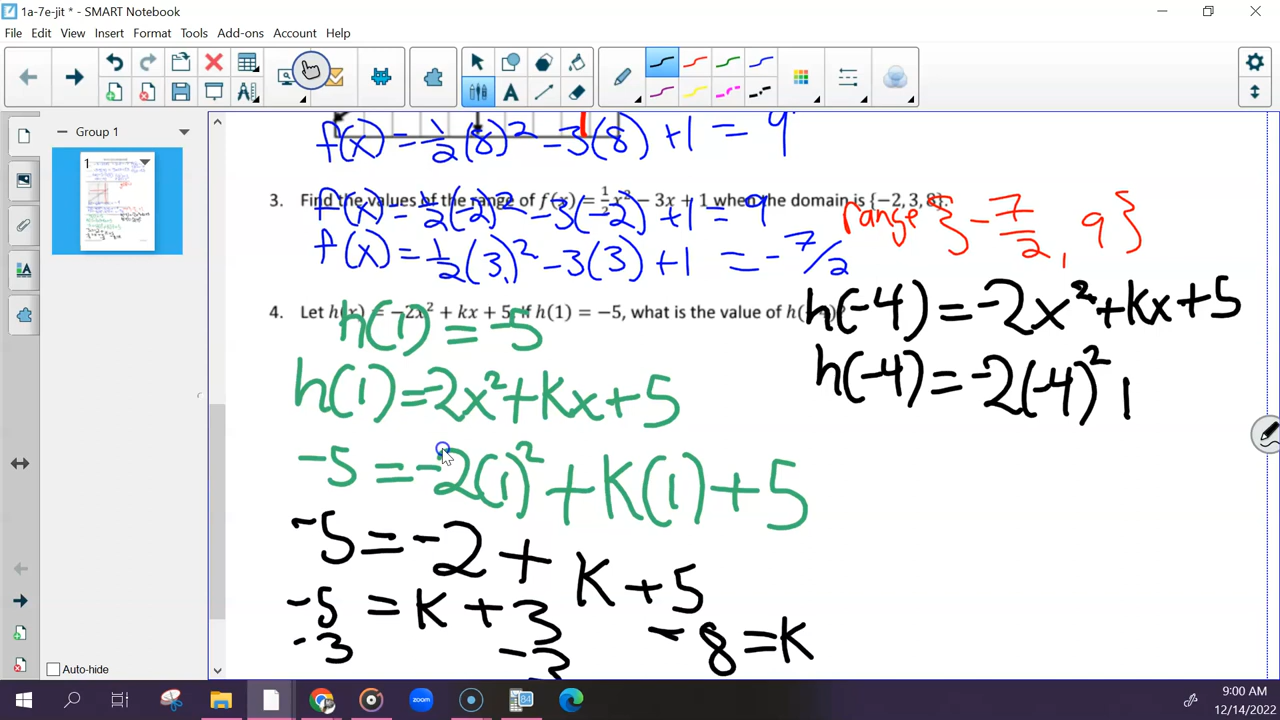 1a-7e-jit * - SMART Notebook
File Edit View Insert Format Tools Add-ons Account Help
Group 1
1
f(x) = 1/2(8)² - 3(8) + 1 = 9
3. Find the values of the range of f(x) = 1/2x² − 3x + 1 when the domain is {−2, 3, 8}.
f(x) = 1/2(-2)² - 3(-2) + 1 = 9
range {-7/2, 9}
f(x) = 1/2(3)² - 3(3) + 1 = -7/2
4. Let h(x) = −2x² + kx + 5. If h(1) = −5, what is the value of h(
h(1) = -5
h(-4) = -2x² + kx + 5
h(1) = -2x² + kx + 5
h(-4) = -2(-4)²
-5 = -2(1)² + k(1) + 5
-5 = -2 + k + 5
-5 = k + 3
-3 -3
-8 = k
Auto-hide
zoom
84
9:00 AM
12/14/2022